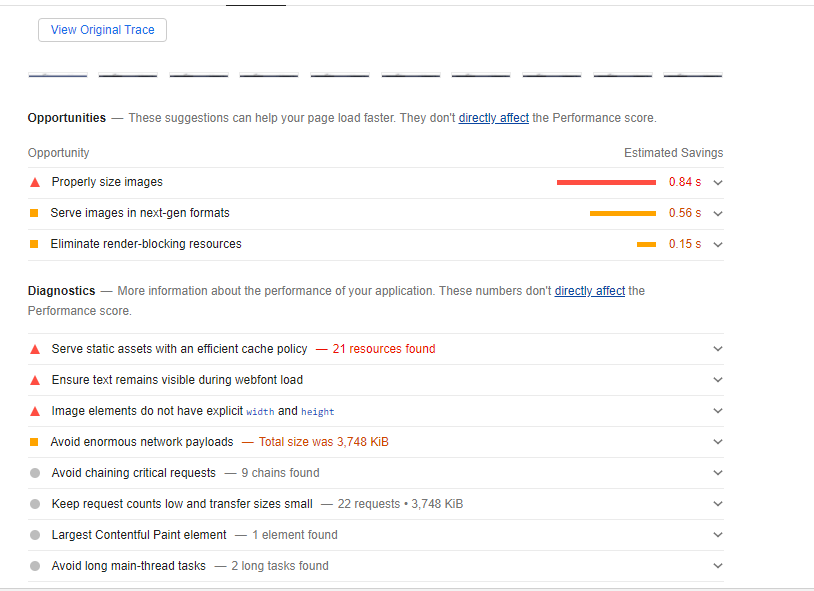 View Original Trace
Opportunities — These suggestions can help your page load faster. They don't directly affect the Performance score.
Opportunity Estimated Savings
Properly size images 0.84 s
Serve images in next-gen formats 0.56 s
Eliminate render-blocking resources 0.15 s
Diagnostics — More information about the performance of your application. These numbers don't directly affect the
Performance score.
Serve static assets with an efficient cache policy — 21 resources found
Ensure text remains visible during webfont load
Image elements do not have explicit width and height
Avoid enormous network payloads — Total size was 3,748 KiB
Avoid chaining critical requests — 9 chains found
Keep request counts low and transfer sizes small — 22 requests • 3,748 KiB
Largest Contentful Paint element — 1 element found
Avoid long main-thread tasks — 2 long tasks found